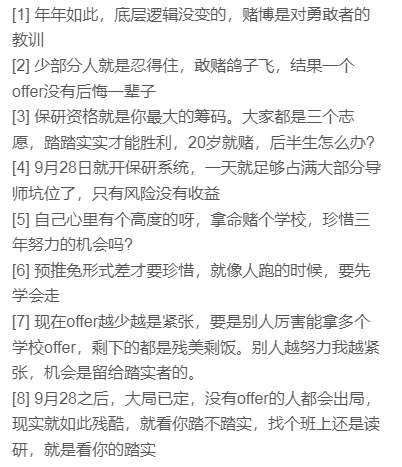 [1] 年年如此，底层逻辑没变的，赌博是对勇敢者的
教训
[2] 少部分人就是忍得住，敢赌鸽子飞，结果一个
offer没有后悔一辈子
[3] 保研资格就是你最大的筹码。大家都是三个志
愿，踏踏实实才能胜利，20岁就赌，后半生怎么办?
[4] 9月28日就开保研系统，一天就足够占满大部分导
师坑位了，只有风险没有收益
[5] 自己心里有个高度的呀，拿命赌个学校，珍惜三
年努力的机会吗?
[6] 预推免形式差才要珍惜，就像人跑的时候，要先
学会走
[7] 现在offer越少越是紧张，要是别人厉害能拿多个
学校offer，剩下的都是残美剩饭。别人越努力我越紧
张，机会是留给踏实者的。
[8] 9月28之后，大局已定，没有offer的人都会出局，
现实就如此残酷，就看你踏不踏实，找个班上还是读
研，就是看你的踏实